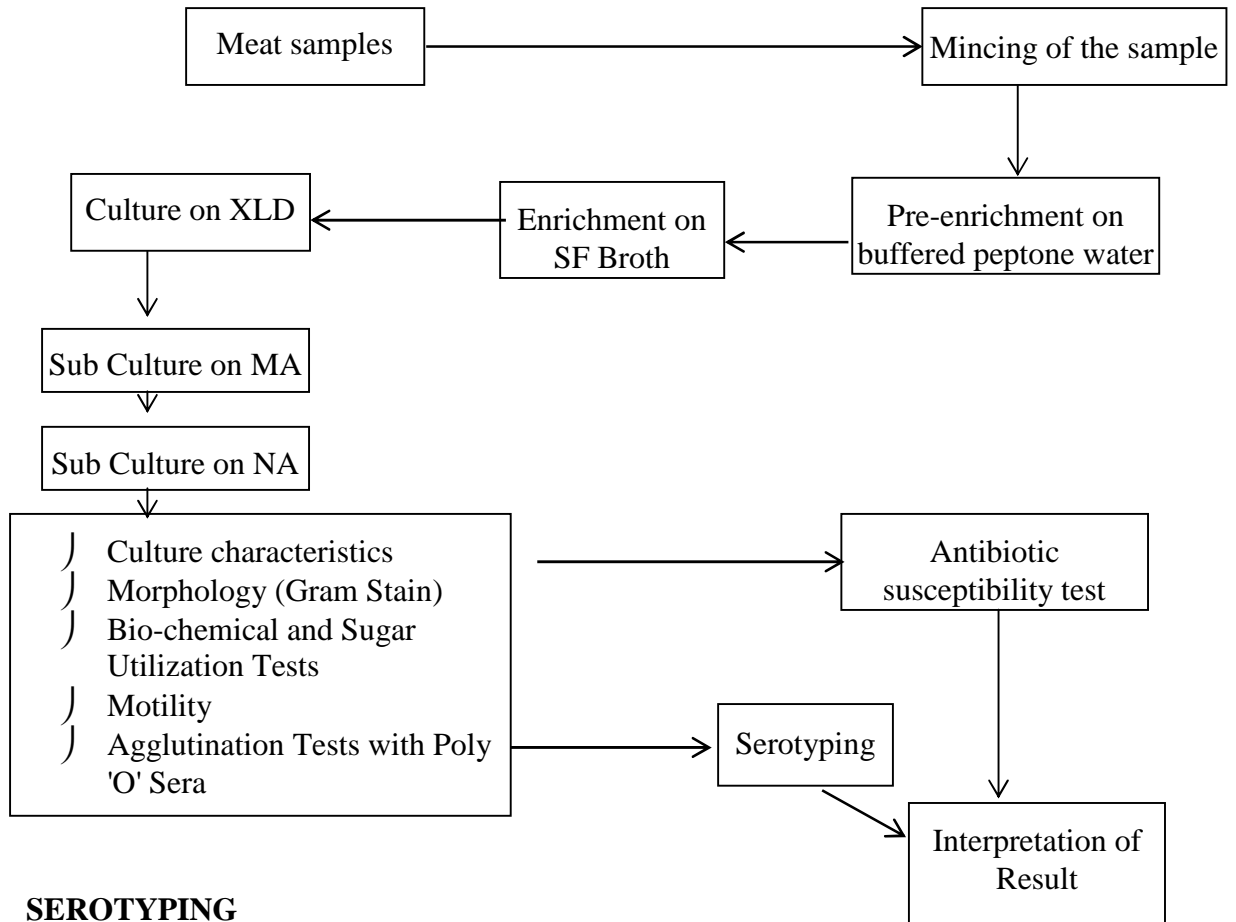 Meat samples
Mincing of the sample
Pre-enrichment on
buffered peptone water
Enrichment on
SF Broth
Culture on XLD
Sub Culture on MA
Sub Culture on NA
Culture characteristics
Morphology (Gram Stain)
Bio-chemical and Sugar
Utilization Tests
Motility
Agglutination Tests with Poly
'O' Sera
Antibiotic
susceptibility test
Serotyping
Interpretation of
Result
SEROTYPING